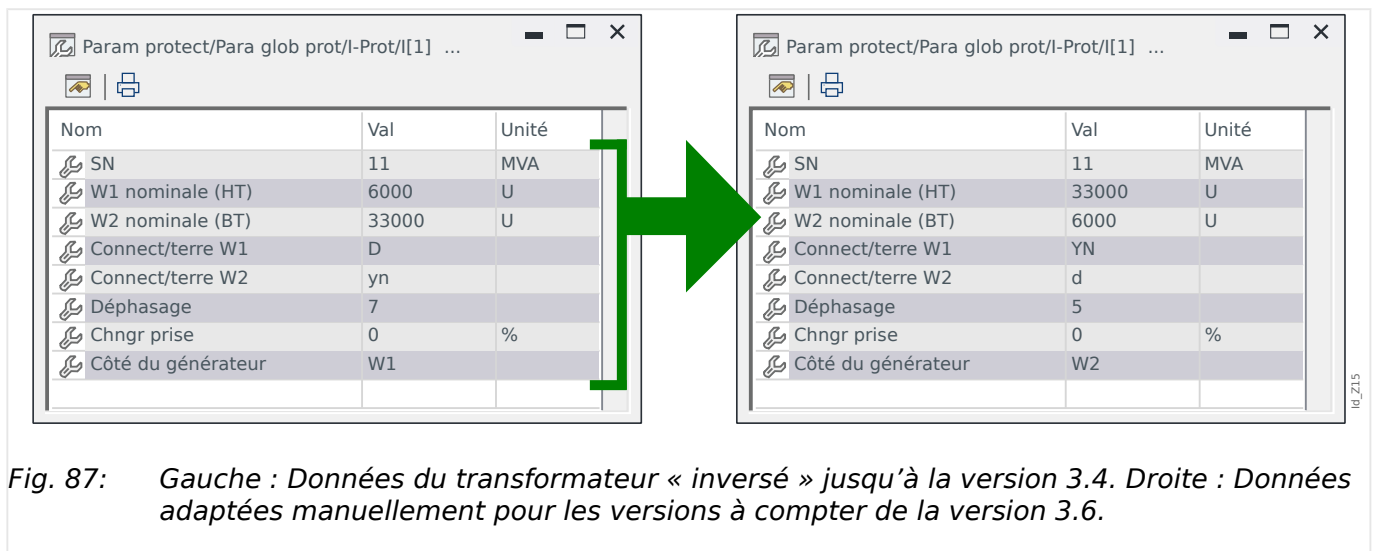 Param protect/Para glob prot/I-Prot/I[1] ...
Nom Val Unité
SN 11 MVA
W1 nominale (HT) 6000 U
W2 nominale (BT) 33000 U
Connect/terre W1 D
Connect/terre W2 yn
Déphasage 7
Chngr prise 0 %
Côté du générateur W1
Param protect/Para glob prot/I-Prot/I[1] ...
Nom Val Unité
SN 11 MVA
W1 nominale (HT) 33000 U
W2 nominale (BT) 6000 U
Connect/terre W1 YN
Connect/terre W2 d
Déphasage 5
Chngr prise 0 %
Côté du générateur W2
Id_Z15
Fig. 87: Gauche : Données du transformateur « inversé » jusqu’à la version 3.4. Droite : Données
adaptées manuellement pour les versions à compter de la version 3.6.